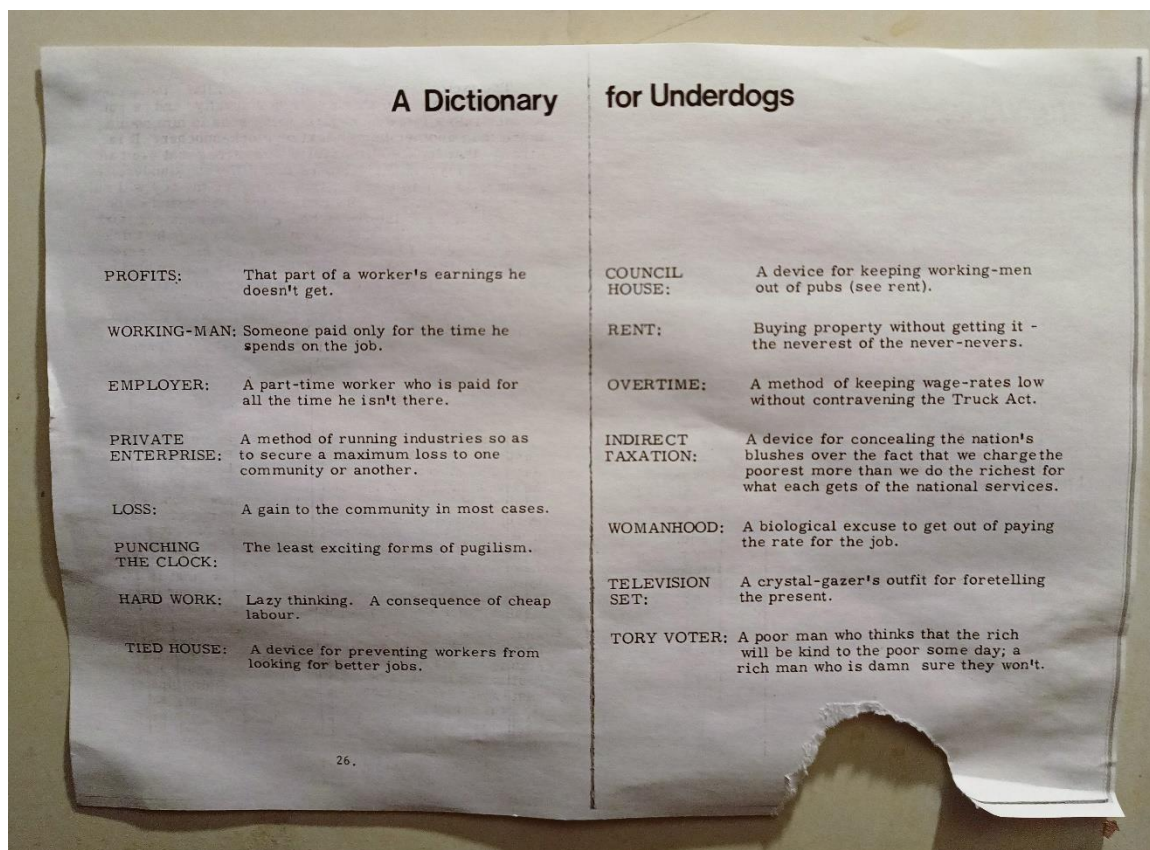 A Dictionary for Underdogs
PROFITS: That part of a worker's earnings he
doesn't get.
WORKING-MAN: Someone paid only for the time he
spends on the job.
EMPLOYER: A part-time worker who is paid for
all the time he isn't there.
PRIVATE A method of running industries so as
ENTERPRISE: to secure a maximum loss to one
community or another.
LOSS: A gain to the community in most cases.
PUNCHING The least exciting forms of pugilism.
THE CLOCK:
HARD WORK: Lazy thinking. A consequence of cheap
labour.
TIED HOUSE: A device for preventing workers from
looking for better jobs.
26.
COUNCIL A device for keeping working-men
HOUSE: out of pubs (see rent).
RENT: Buying property without getting it -
the neverest of the never-nevers.
OVERTIME: A method of keeping wage-rates low
without contravening the Truck Act.
INDIRECT A device for concealing the nation's
TAXATION: blushes over the fact that we charge the
poorest more than we do the richest for
what each gets of the national services.
WOMANHOOD: A biological excuse to get out of paying
the rate for the job.
TELEVISION A crystal-gazer's outfit for foretelling
SET: the present.
TORY VOTER: A poor man who thinks that the rich
will be kind to the poor some day; a
rich man who is damn sure they won't.